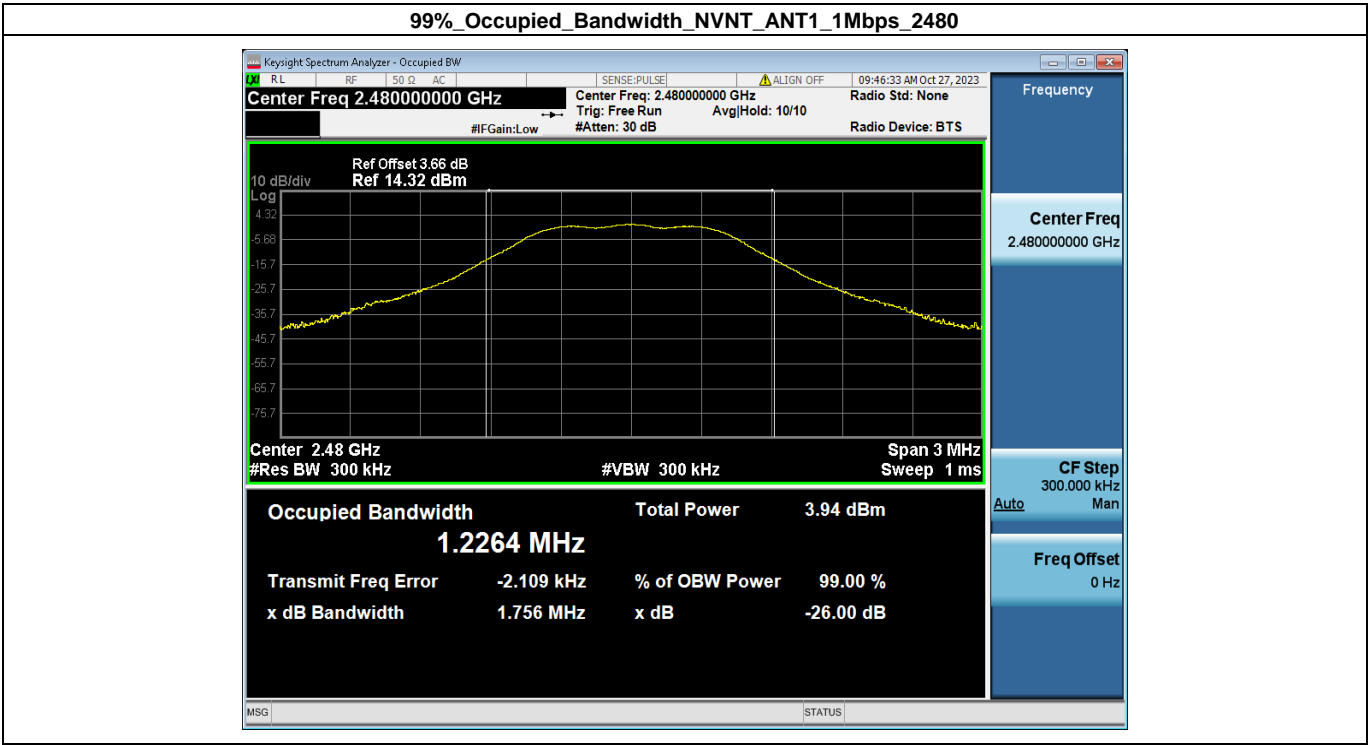 99%_Occupied_Bandwidth_NVNT_ANT1_1Mbps_2480
Keysight Spectrum Analyzer - Occupied BW
LXI RL RF 50 Ω AC SENSE:PULSE ALIGN OFF 09:46:33 AM Oct 27, 2023
Center Freq 2.480000000 GHz
Center Freq: 2.480000000 GHz
Radio Std: None
Trig: Free Run Avg|Hold: 10/10
#IFGain:Low
#Atten: 30 dB
Radio Device: BTS
Ref Offset 3.66 dB
10 dB/div Ref 14.32 dBm
Log
4.32
-5.68
-15.7
-25.7
-35.7
-45.7
-55.7
-65.7
-75.7
Center 2.48 GHz Span 3 MHz
#Res BW 300 kHz #VBW 300 kHz Sweep 1 ms
Occupied Bandwidth Total Power 3.94 dBm
1.2264 MHz
Transmit Freq Error -2.109 kHz % of OBW Power 99.00 %
x dB Bandwidth 1.756 MHz x dB -26.00 dB
MSG STATUS
Frequency
Center Freq
2.480000000 GHz
CF Step
300.000 kHz
Auto Man
Freq Offset
0 Hz